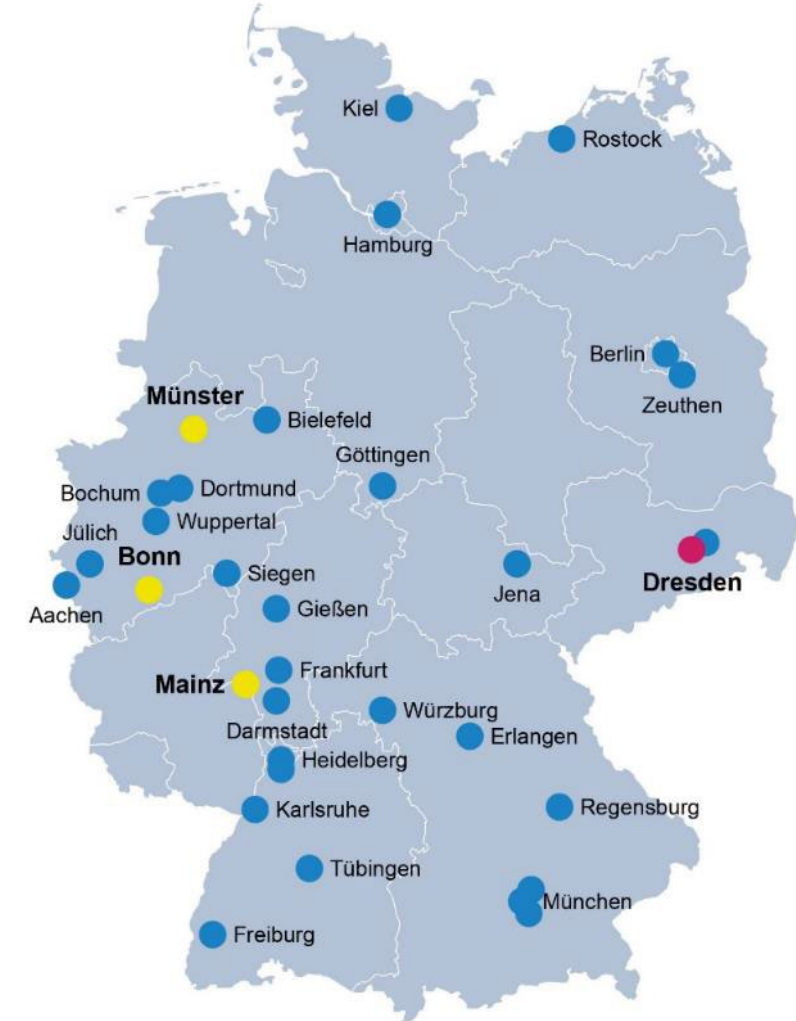 Kiel
Rostock
Hamburg
Berlin
Zeuthen
Münster
Bielefeld
Göttingen
Bochum
Dortmund
Wuppertal
Jülich
Bonn
Siegen
Aachen
Jena
Dresden
Gießen
Mainz
Frankfurt
Darmstadt
Würzburg
Erlangen
Heidelberg
Karlsruhe
Regensburg
Tübingen
München
Freiburg